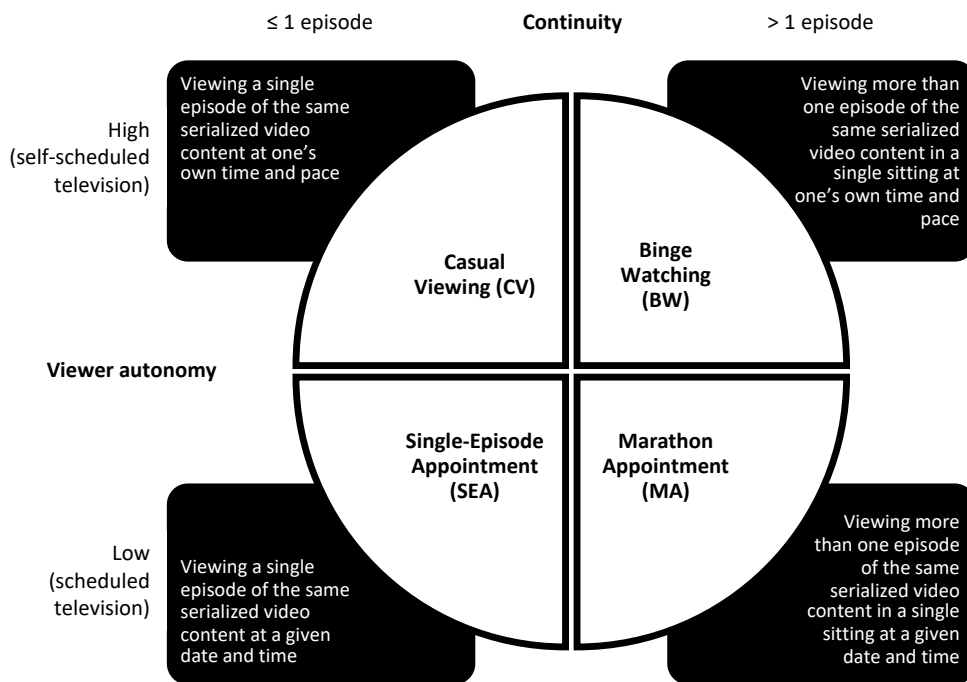 ≤ 1 episode
Continuity
> 1 episode
High
(self-scheduled
television)
Viewing a single
episode of the same
serialized video
content at one’s
own time and pace
Viewing more than
one episode of the
same serialized
video content in a
single sitting at
one’s own time and
pace
Casual
Viewing (CV)
Binge
Watching
(BW)
Viewer autonomy
Single-Episode
Appointment
(SEA)
Marathon
Appointment
(MA)
Low
(scheduled
television)
Viewing a single
episode of the same
serialized video
content at a given
date and time
Viewing more
than one episode
of the same
serialized video
content in a single
sitting at a given
date and time